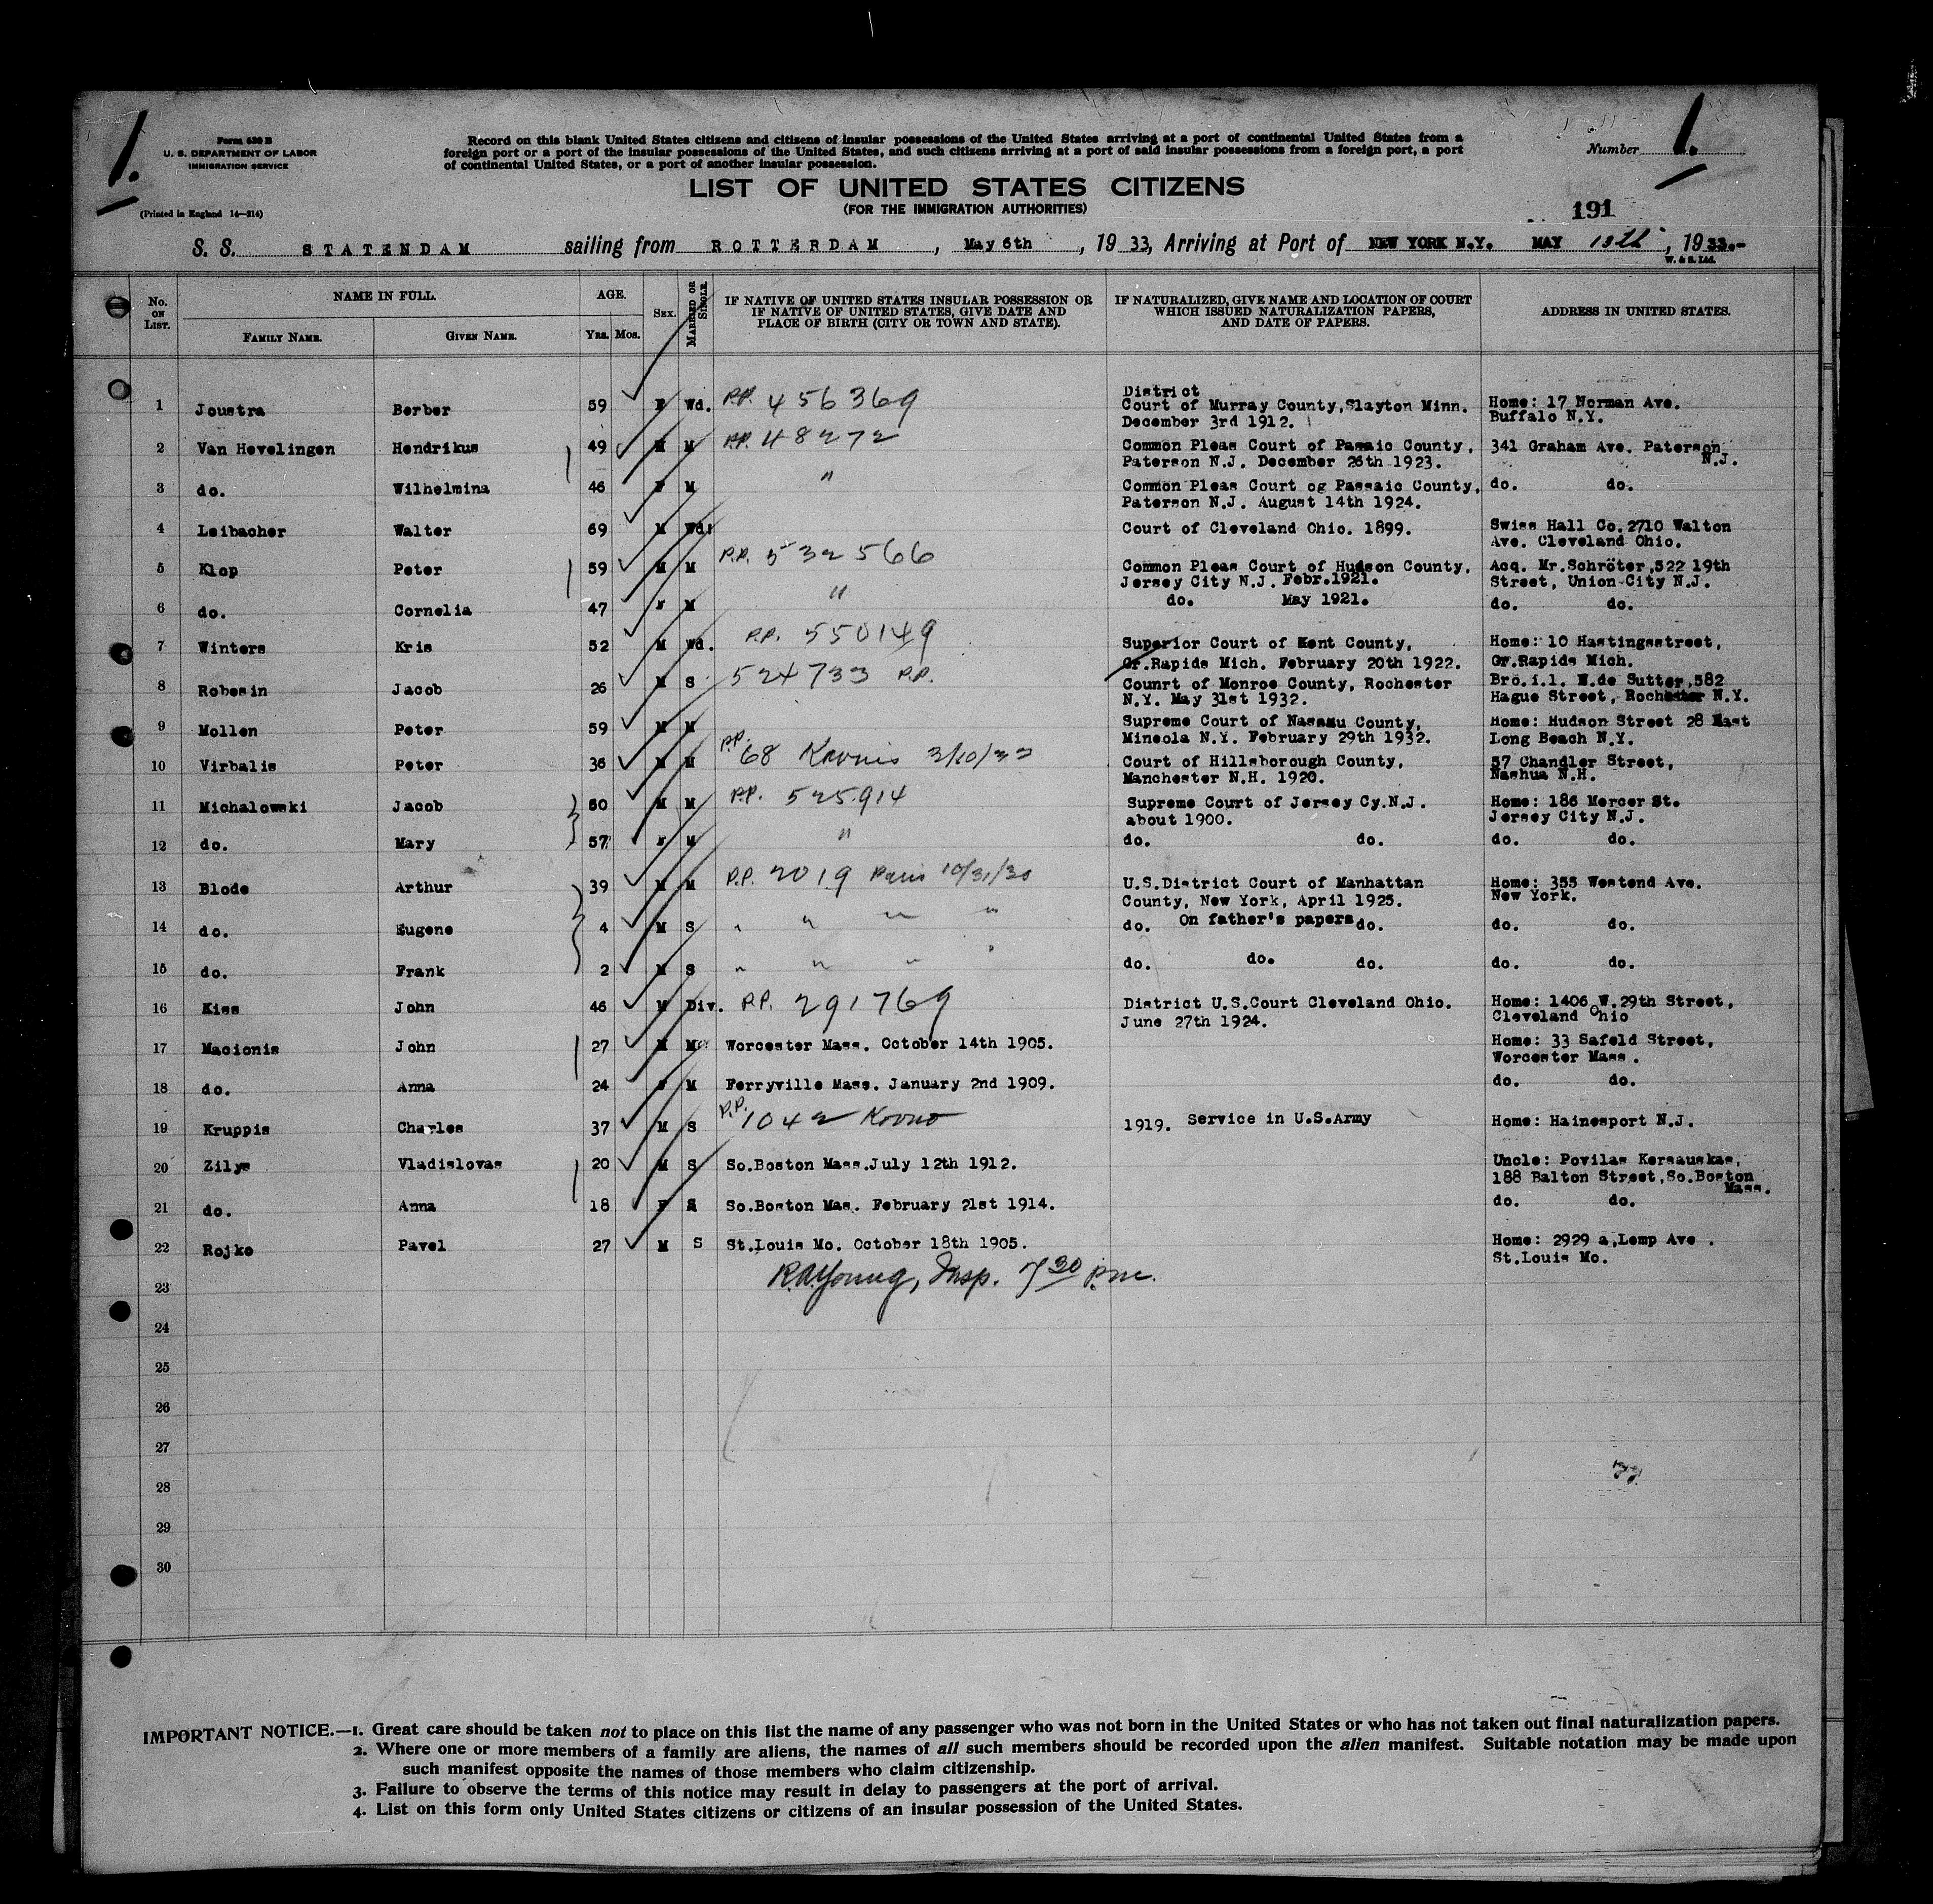 1.
Form 630 B
U. S. DEPARTMENT OF LABOR
IMMIGRATION SERVICE
(Printed in England 14—214)
Record on this blank United States citizens and citizens of insular possessions of the United States arriving at a port of continental United States from a
foreign port or a port of the insular possessions of the United States, and such citizens arriving at a port of said insular possessions from a foreign port, a port
of continental United States, or a port of another insular possession.
Number 1.
LIST OF UNITED STATES CITIZENS
(FOR THE IMMIGRATION AUTHORITIES)
191
S. S. STATENDAM sailing from ROTTERDAM, May 6th, 19 33, Arriving at Port of NEW YORK N.Y. MAY 13th, 19 33.-
W. & S. Ltd.
No. ON LIST. NAME IN FULL. AGE. SEX. MARRIED OR SINGLE. IF NATIVE OF UNITED STATES INSULAR POSSESSION OR IF NATIVE OF UNITED STATES, GIVE DATE AND PLACE OF BIRTH (CITY OR TOWN AND STATE). IF NATURALIZED, GIVE NAME AND LOCATION OF COURT WHICH ISSUED NATURALIZATION PAPERS, AND DATE OF PAPERS. ADDRESS IN UNITED STATES.
FAMILY NAME. GIVEN NAME. YRS. MOS.
1 Joustra Berber 59 F Wd. P.P. 456369 District Court of Murray County,Slayton Minn. December 3rd 1912. Home: 17 Norman Ave. Buffalo N.Y.
2 Van Hevelingen Hendrikus 49 M M P.P. 48272 Common Pleas Court of Passaic County, Paterson N.J. December 26th 1923. 341 Graham Ave. Paterson N.J.
3 do. Wilhelmina 46 F M " Common Pleas Court og Passaic County, Paterson N.J. August 14th 1924. do. do.
4 Leibacher Walter 69 M Wd. Court of Cleveland Ohio. 1899. Swiss Hall Co.2710 Walton Ave. Cleveland Ohio.
5 Klop Peter 59 M M P.P. 532566 Common Pleas Court of Hudson County, Jersey City N.J. Febr.1921. Acq. Mr.Schröter,522 19th Street, Union City N.J.
6 do. Cornelia 47 F M " do. May 1921. do. do.
7 Winters Kris 52 M Wd. P.P. 550149 Superior Court of Kent County, Gr.Rapids Mich. February 20th 1922. Home: 10 Hastingsstreet, Gr.Rapids Mich.
8 Robesin Jacob 26 M S 524733 P.P. Counrt of Monroe County, Rochester N.Y. May 31st 1932. Bro.i.l. W.de Sutter,582 Hague Street, Rochester N.Y.
9 Mollen Peter 59 M M Supreme Court of Nassau County, Mineola N.Y. February 29th 1932. Home: Hudson Street 28 East Long Beach N.Y.
10 Virbalis Peter 36 M M P.P. 68 Kovnis 3/10/33 Court of Hillsborough County, Manchester N.H. 1920. 57 Chandler Street, Nashua N.H.
11 Michalowski Jacob 60 M M P.P. 525914 Supreme Court of Jersey Cy.N.J. about 1900. Home: 186 Mercer St. Jersey City N.J.
12 do. Mary 57 F M " do. do. do. do.
13 Blode Arthur 39 M M P.P. 2019 Paris 10/31/30 U.S.District Court of Manhattan County, New York, April 1925. Home: 355 Westend Ave. New York.
14 do. Eugene 4 M S " " " " do. On father's papers do. do. do.
15 do. Frank 2 M S " " " " do. do. do. do. do.
16 Kiss John 46 M Div. P.P. 291769 District U.S.Court Cleveland Ohio. June 27th 1924. Home: 1406 W.29th Street, Cleveland Ohio
17 Macionis John 27 M M Worcester Mass. October 14th 1905. Home: 33 Safeld Street, Worcester Mass.
18 do. Anna 24 F M Ferryville Mass. January 2nd 1909. do. do.
19 Kruppis Charles 37 M S P.P. 1042 Kovno 1919. Service in U.S.Army Home: Hainesport N.J.
20 Zilys Vladislovas 20 M S So.Boston Mass.July 12th 1912. Uncle: Povilas Kersauskas, 188 Balton Street,So.Boston Mass.
21 do. Anna 18 F S So.Boston Mas. February 21st 1914. do. do.
22 Rojko Pavel 27 M S St.Louis Mo. October 18th 1905. Home: 2929 a,Lemp Ave . St.Louis Mo.
23 R.A.Young, Insp. 7 30 p.m.
24
25
26
27
28
29
30
IMPORTANT NOTICE.—1. Great care should be taken not to place on this list the name of any passenger who was not born in the United States or who has not taken out final naturalization papers.
2. Where one or more members of a family are aliens, the names of all such members should be recorded upon the alien manifest. Suitable notation may be made upon
such manifest opposite the names of those members who claim citizenship.
3. Failure to observe the terms of this notice may result in delay to passengers at the port of arrival.
4. List on this form only United States citizens or citizens of an insular possession of the United States.